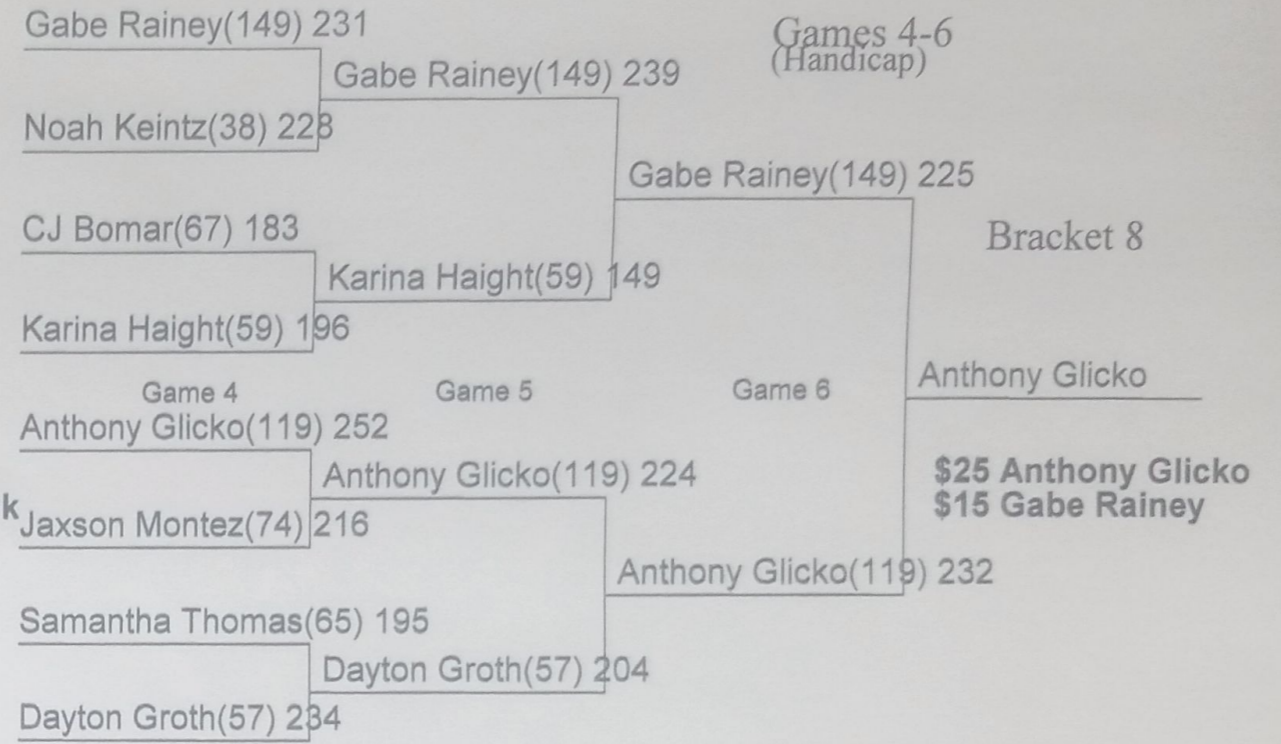 Gabe Rainey(149) 231
Games 4-6
(Handicap)
Gabe Rainey(149) 239
Noah Keintz(38) 228
Gabe Rainey(149) 225
CJ Bomar(67) 183
Bracket 8
Karina Haight(59) 149
Karina Haight(59) 196
Anthony Glicko
Game 4
Game 5
Game 6
Anthony Glicko(119) 252
Anthony Glicko(119) 224
$25 Anthony Glicko
$15 Gabe Rainey
k
Jaxson Montez(74) 216
Anthony Glicko(119) 232
Samantha Thomas(65) 195
Dayton Groth(57) 204
Dayton Groth(57) 234